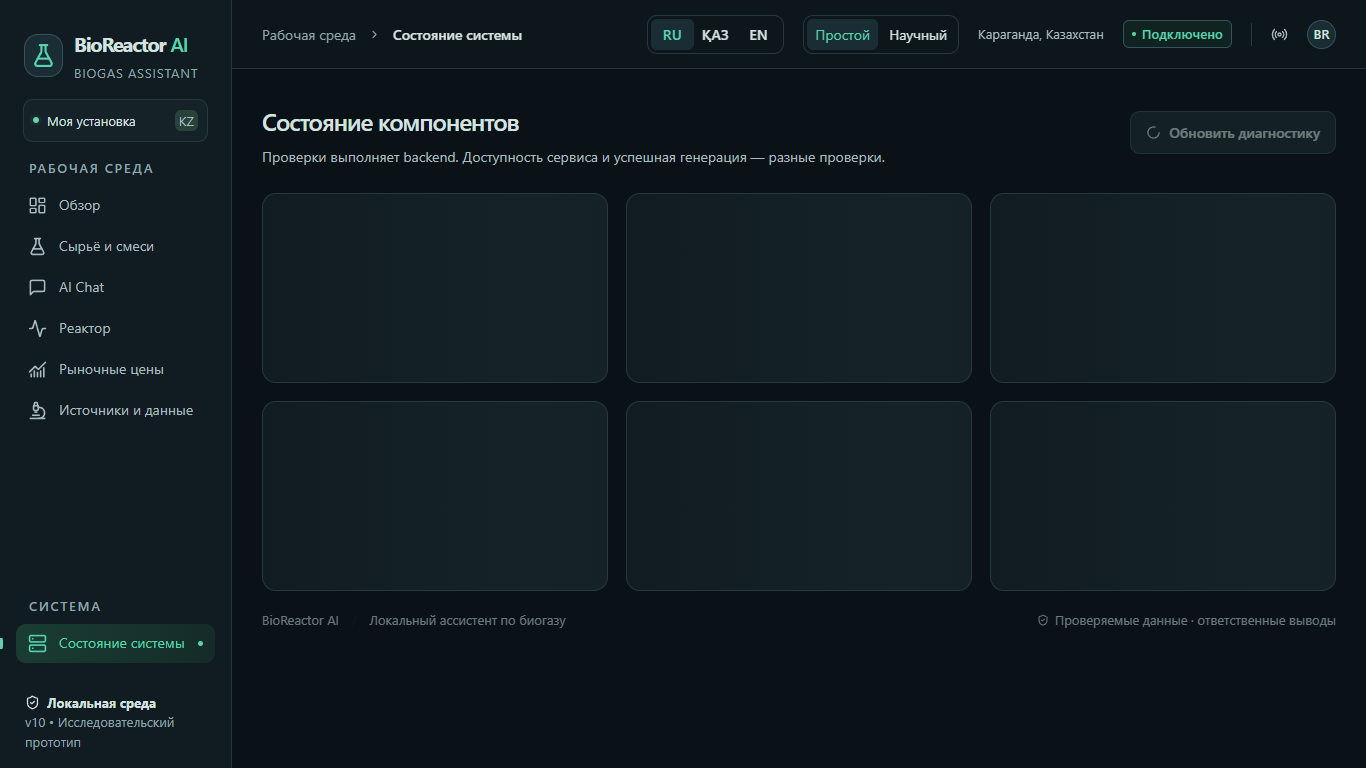 BioReactor AI
BIOGAS ASSISTANT
Моя установка KZ
РАБОЧАЯ СРЕДА
Обзор
Сырьё и смеси
AI Chat
Реактор
Рыночные цены
Источники и данные
СИСТЕМА
Состояние системы
Локальная среда
v10 • Исследовательский
прототип
Рабочая среда > Состояние системы
RU ҚАЗ EN
Простой Научный
Караганда, Казахстан
• Подключено
BR
Состояние компонентов
Проверки выполняет backend. Доступность сервиса и успешная генерация — разные проверки.
Обновить диагностику
BioReactor AI / Локальный ассистент по биогазу
Проверяемые данные · ответственные выводы